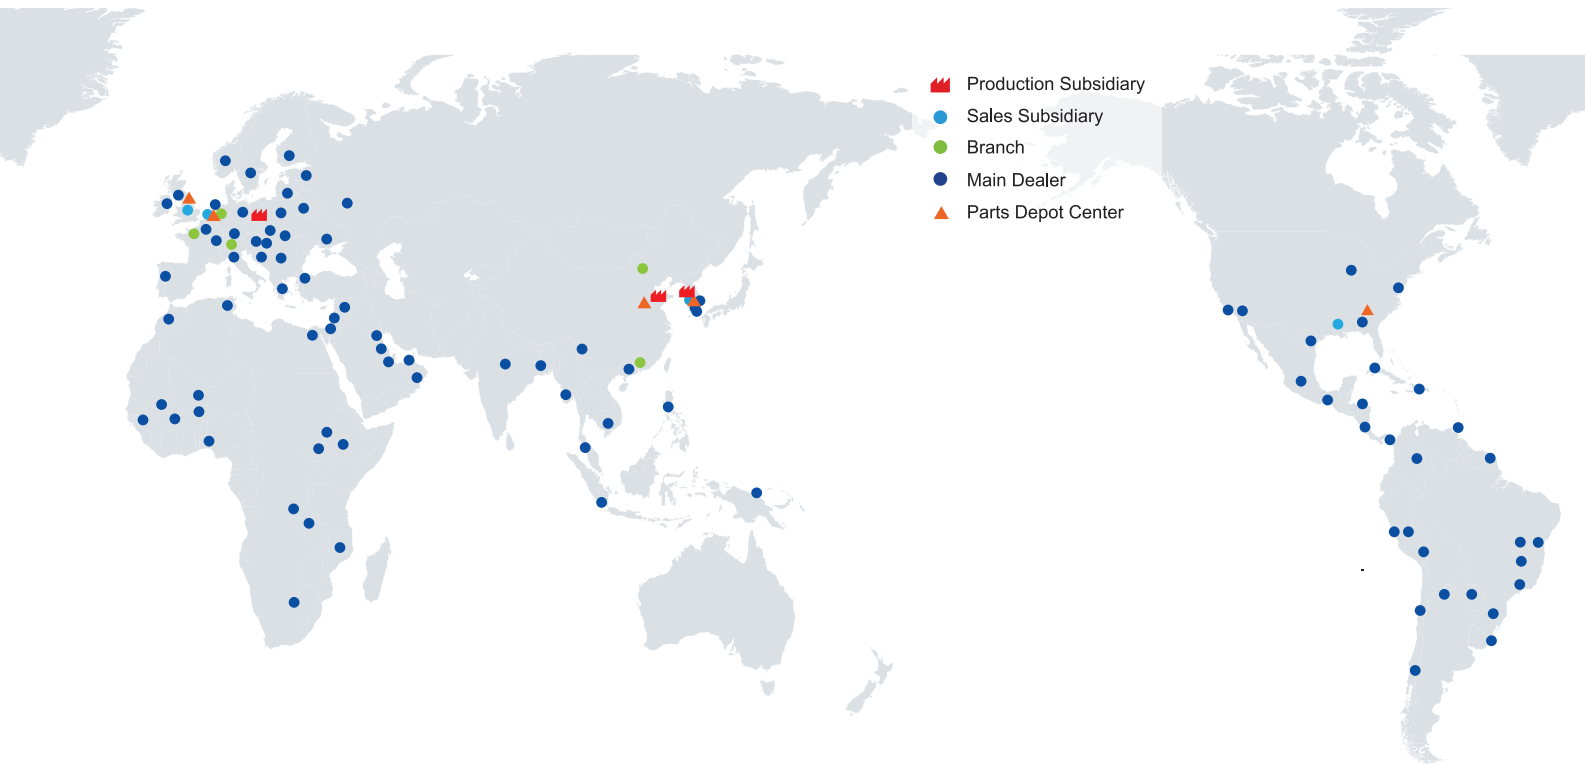 Production Subsidiary
Sales Subsidiary
Branch
Main Dealer
Parts Depot Center